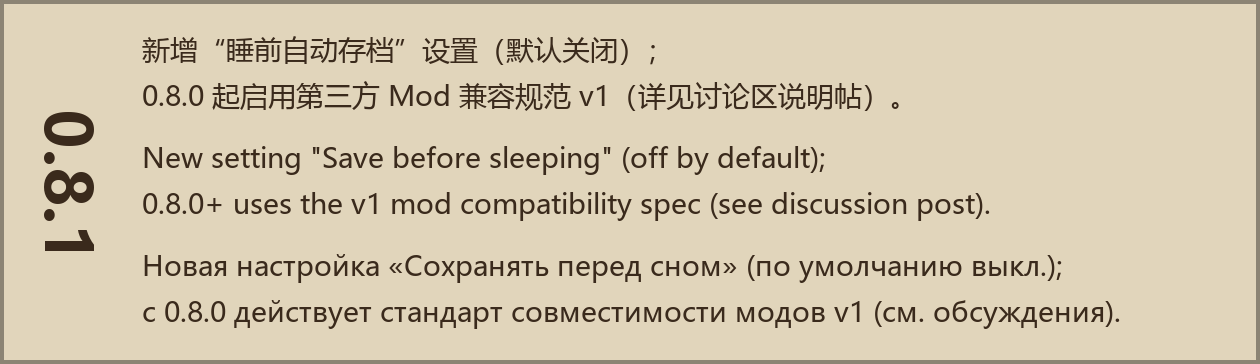 0.8.1
新增“睡前自动存档”设置（默认关闭）;
0.8.0 起启用第三方 Mod 兼容规范 v1（详见讨论区说明帖）。
New setting "Save before sleeping" (off by default);
0.8.0+ uses the v1 mod compatibility spec (see discussion post).
Новая настройка «Сохранять перед сном» (по умолчанию выкл.);
с 0.8.0 действует стандарт совместимости модов v1 (см. обсуждения).